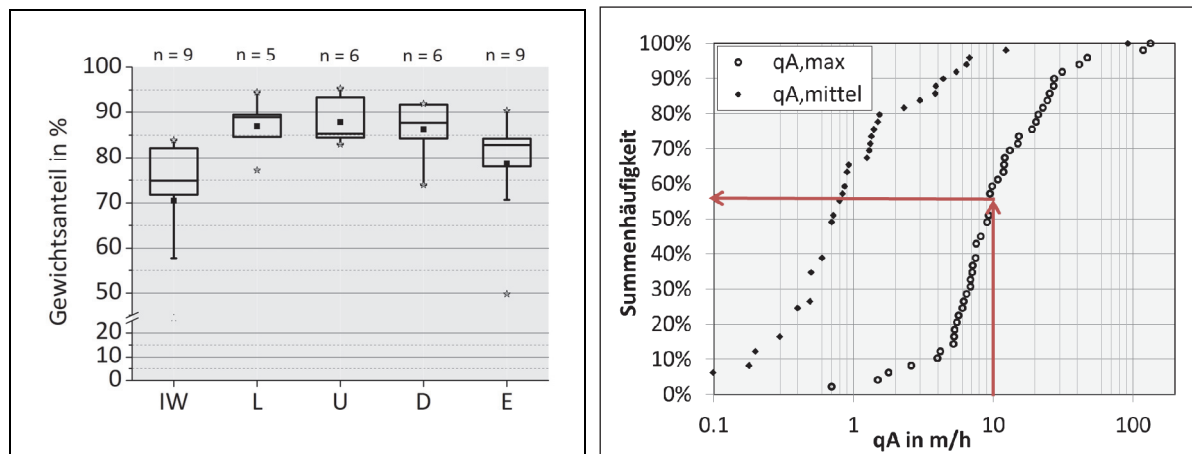 n = 9 n = 5 n = 6 n = 6 n = 9
Gewichtsanteil in %
100
90
80
70
60
50
20
15
10
0
IW L U D E
Summenhäufigkeit
100%
90%
80%
70%
60%
50%
40%
30%
20%
10%
0%
qA,max
qA,mittel
0.1 1 10 100
qA in m/h